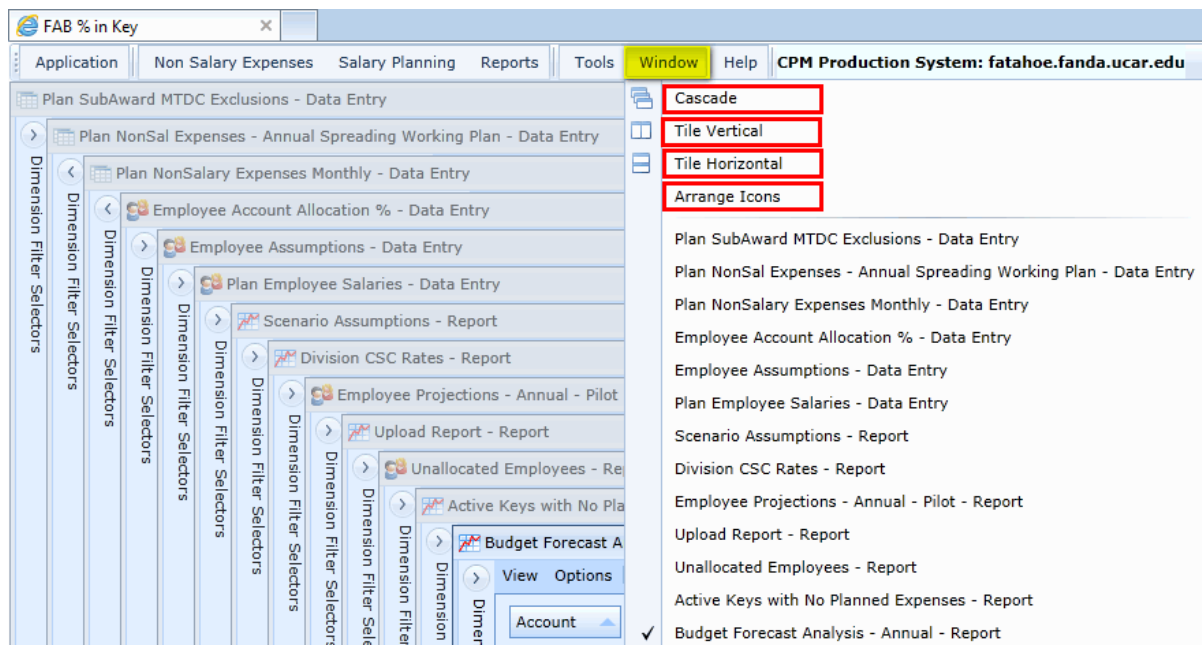 FAB % in Key
Application Non Salary Expenses Salary Planning Reports Tools Window Help CPM Production System: fatahoe.fanda.ucar.edu
Plan SubAward MTDC Exclusions - Data Entry
Plan NonSal Expenses - Annual Spreading Working Plan - Data Entry
Plan NonSalary Expenses Monthly - Data Entry
Employee Account Allocation % - Data Entry
Employee Assumptions - Data Entry
Plan Employee Salaries - Data Entry
Scenario Assumptions - Report
Division CSC Rates - Report
Employee Projections - Annual - Pilot
Upload Report - Report
Unallocated Employees - Re
Active Keys with No Pla
Budget Forecast A
View Options
Account
Dimension Filter Selectors
Dimension Filter Selectors
Dimension Filter Selectors
Dimension Filter Selectors
Dimension Filter Selectors
Dimension Filter Selectors
Dimension Filter Selectors
Dimension Filter Selectors
Dimension Filter Selectors
Dimension Filter Sele
Dimension Filter
Dimension
Dimen
Cascade
Tile Vertical
Tile Horizontal
Arrange Icons
Plan SubAward MTDC Exclusions - Data Entry
Plan NonSal Expenses - Annual Spreading Working Plan - Data Entry
Plan NonSalary Expenses Monthly - Data Entry
Employee Account Allocation % - Data Entry
Employee Assumptions - Data Entry
Plan Employee Salaries - Data Entry
Scenario Assumptions - Report
Division CSC Rates - Report
Employee Projections - Annual - Pilot - Report
Upload Report - Report
Unallocated Employees - Report
Active Keys with No Planned Expenses - Report
Budget Forecast Analysis - Annual - Report